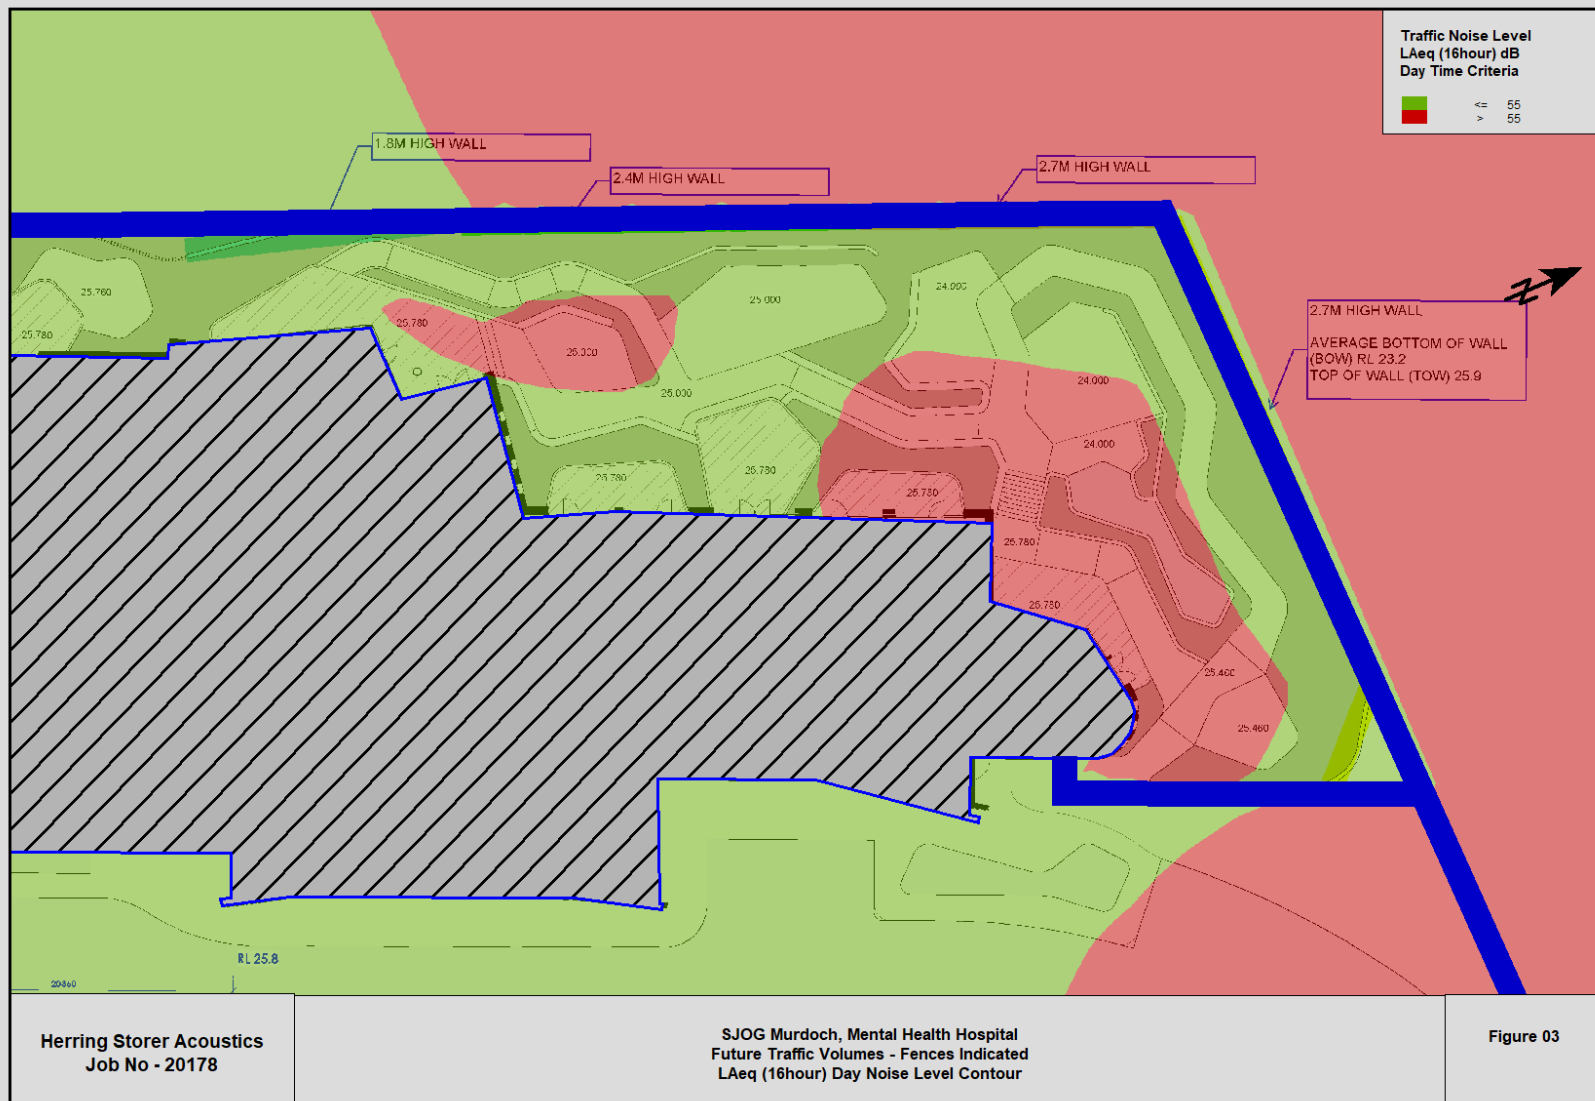 Traffic Noise Level
LAeq (16hour) dB
Day Time Criteria
<= 55
> 55
1.8M HIGH WALL
2.4M HIGH WALL
2.7M HIGH WALL
2.7M HIGH WALL
AVERAGE BOTTOM OF WALL
(BOW) RL 23.2
TOP OF WALL (TOW) 25.9
25.760
25.780
25.780
25.000
24.000
25.000
25.000
24.000
24.000
25.780
25.780
25.780
25.780
25.780
25.460
25.460
RL 25.8
Herring Storer Acoustics
Job No - 20178
SJOG Murdoch, Mental Health Hospital
Future Traffic Volumes - Fences Indicated
LAeq (16hour) Day Noise Level Contour
Figure 03